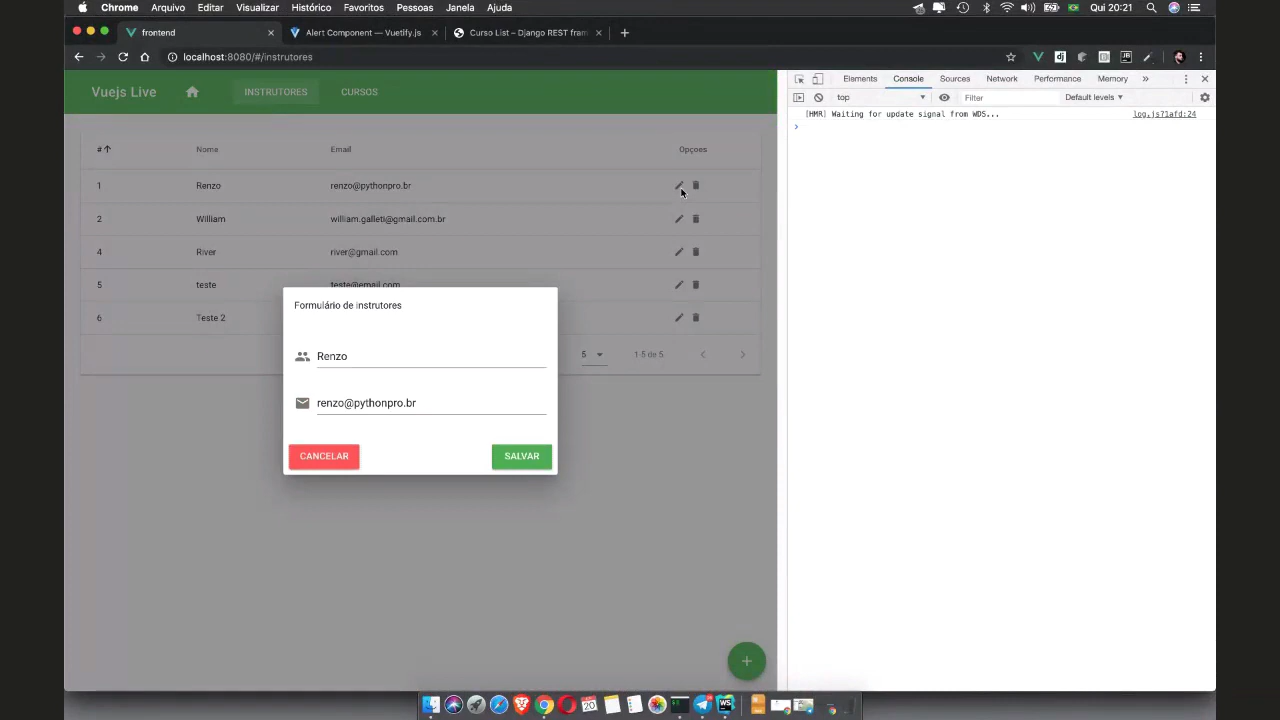 Chrome Arquivo Editar Visualizar Histórico Favoritos Pessoas Janela Ajuda Qui 20:21
frontend
Alert Component — Vuetify.js
Curso List – Django REST fram
localhost:8080/#/instrutores
Vuejs Live INSTRUTORES CURSOS
# Nome Email Opçoes
1 Renzo renzo@pythonpro.br
2 William william.galleti@gmail.com.br
4 River river@gmail.com
5 teste teste@email.com
6 Teste 2
5 1-5 de 5
Formulário de instrutores
Renzo
renzo@pythonpro.br
CANCELAR SALVAR
Elements Console Sources Network Performance Memory »
top Filter Default levels
[HMR] Waiting for update signal from WDS... log.js?1afd:24